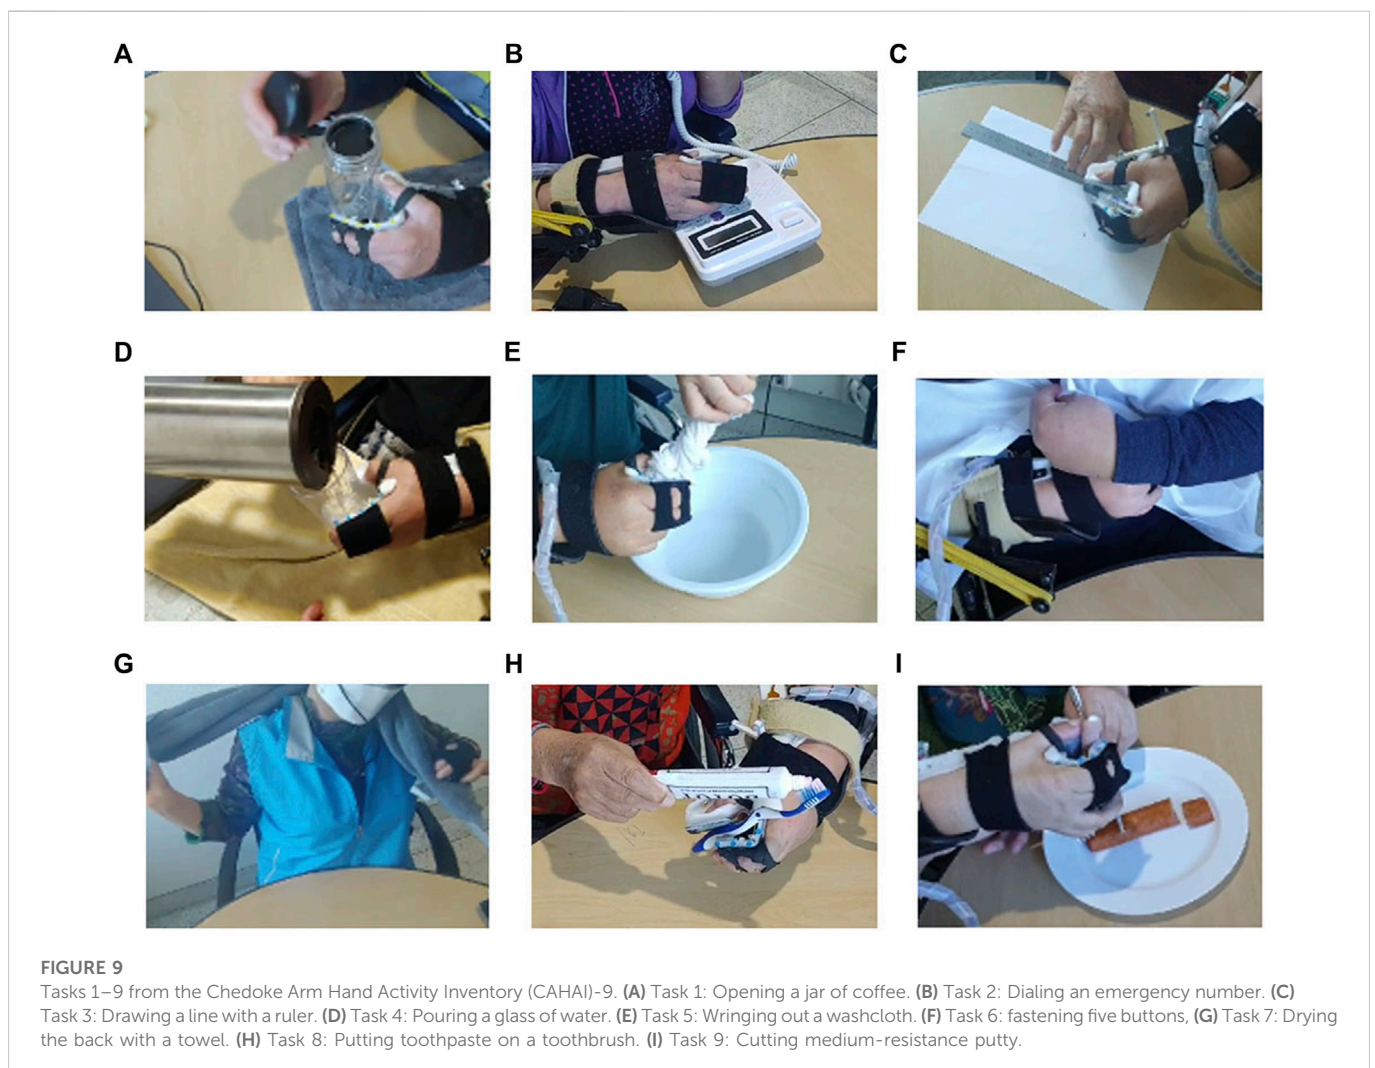 A
B
C
D
E
F
G
H
I
FIGURE 9
Tasks 1–9 from the Chedoke Arm Hand Activity Inventory (CAHAI)-9. (A) Task 1: Opening a jar of coffee. (B) Task 2: Dialing an emergency number. (C)
Task 3: Drawing a line with a ruler. (D) Task 4: Pouring a glass of water. (E) Task 5: Wringing out a washcloth. (F) Task 6: fastening five buttons, (G) Task 7: Drying
the back with a towel. (H) Task 8: Putting toothpaste on a toothbrush. (I) Task 9: Cutting medium-resistance putty.